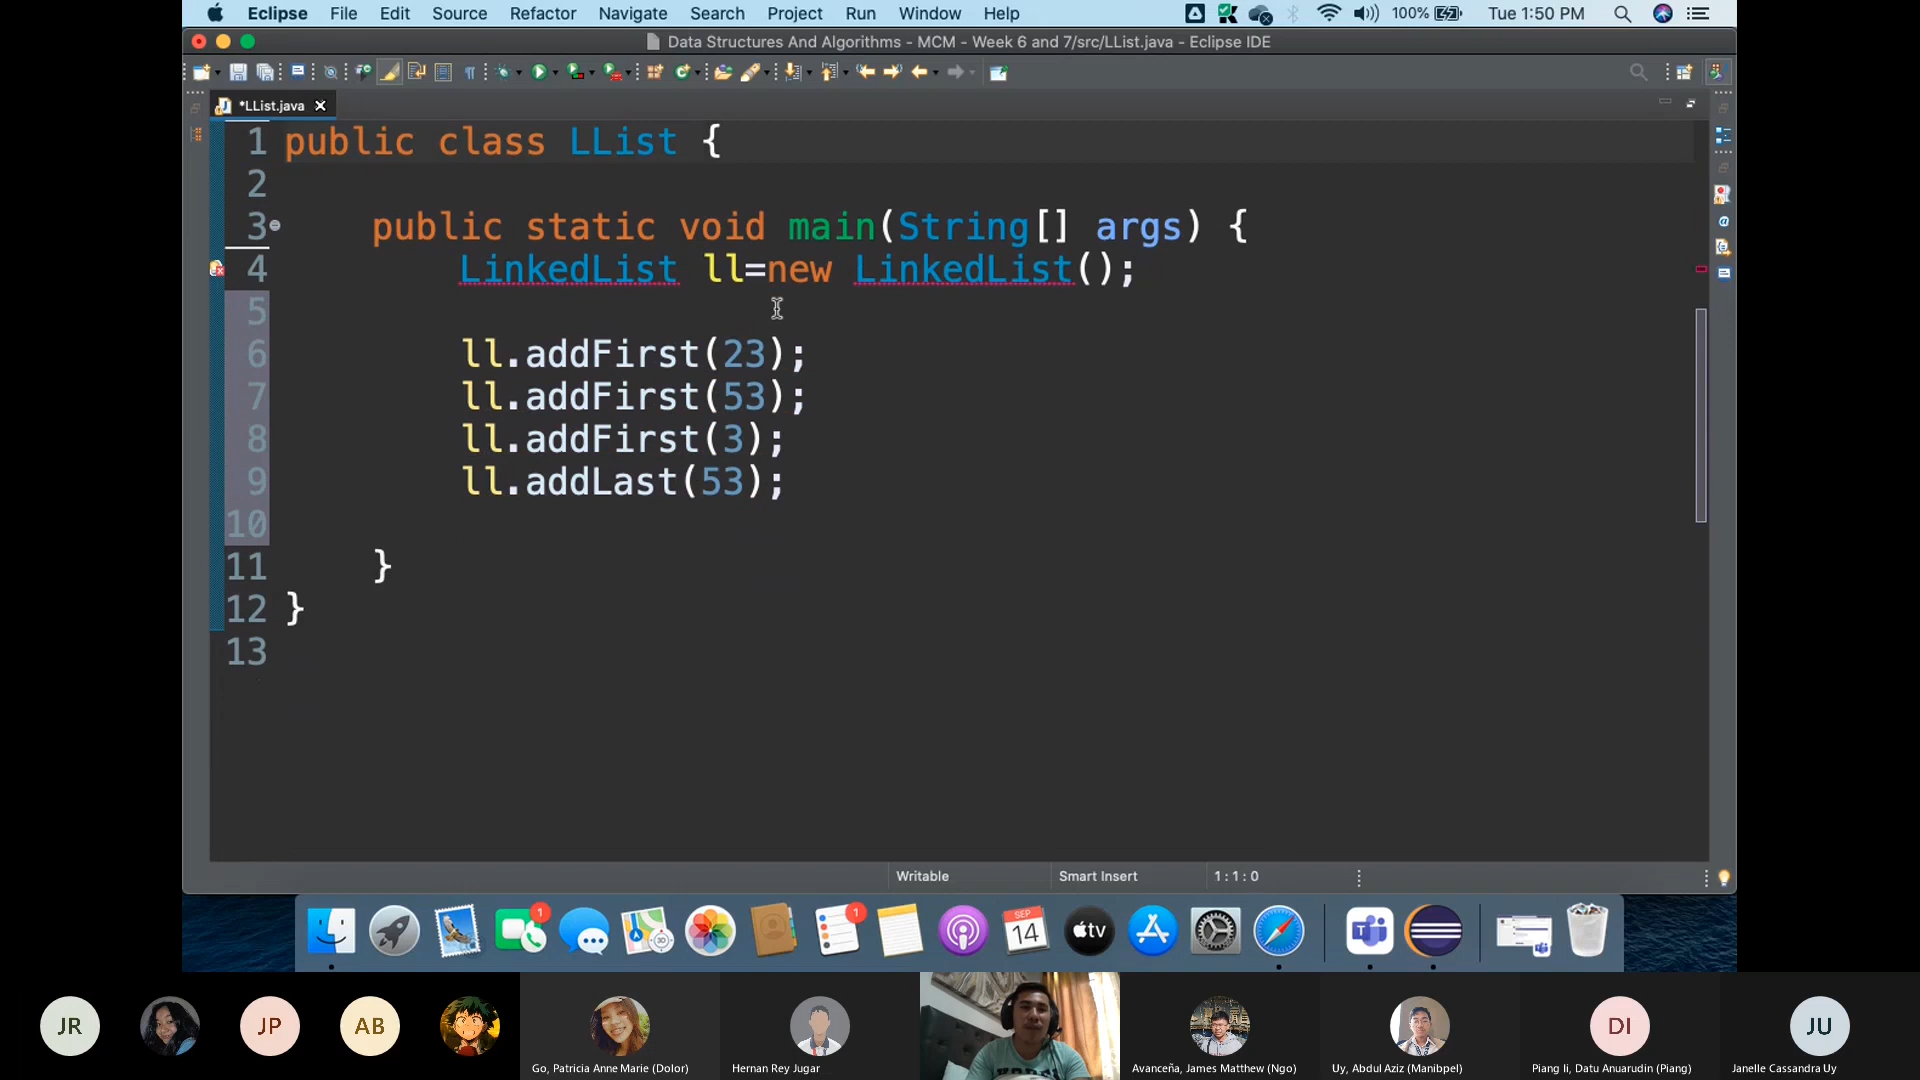 Eclipse File Edit Source Refactor Navigate Search Project Run Window Help 100% Tue 1:50 PM
Data Structures And Algorithms - MCM - Week 6 and 7/src/LList.java - Eclipse IDE
*LList.java
1 public class LList {
2
3 public static void main(String[] args) {
4 LinkedList ll=new LinkedList();
5
6 ll.addFirst(23);
7 ll.addFirst(53);
8 ll.addFirst(3);
9 ll.addLast(53);
10
11 }
12 }
13
Writable Smart Insert 1:1:0
1 1 SEP 14 tv
JR JP AB DI JU
Go, Patricia Anne Marie (Dolor) Hernan Rey Jugar Avanceña, James Matthew (Ngo) Uy, Abdul Aziz (Manibpel) Piang Ii, Datu Anuarudin (Piang) Janelle Cassandra Uy